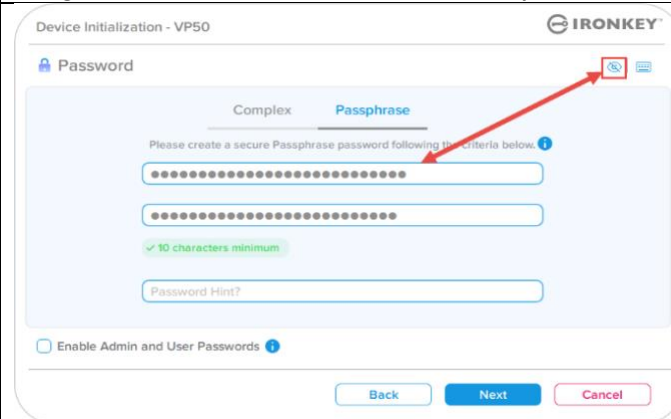 Device Initialization - VP50
IRONKEY
Password
Complex Passphrase
Please create a secure Passphrase password following the criteria below.
✓ 10 characters minimum
Password Hint?
Enable Admin and User Passwords
Back Next Cancel